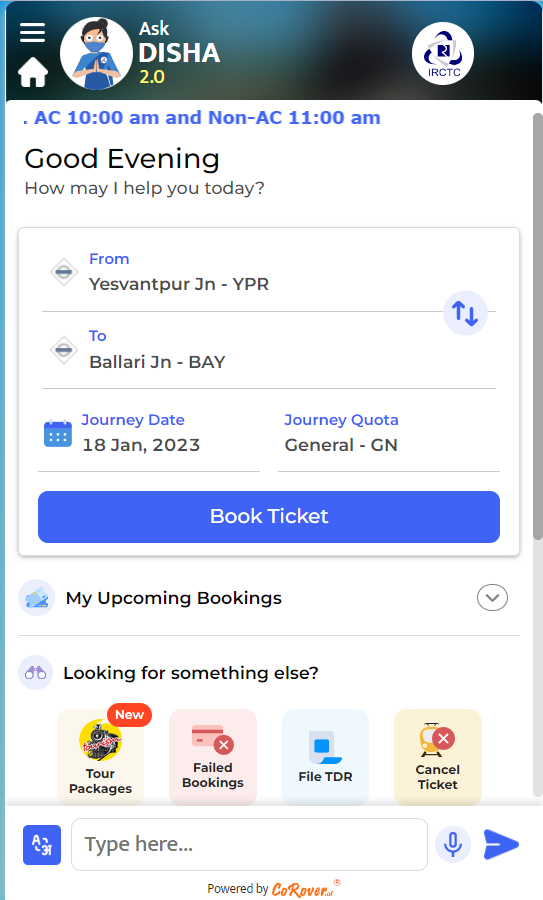 Ask
DISHA
2.0
IRCTC
. AC 10:00 am and Non-AC 11:00 am
Good Evening
How may I help you today?
From
Yesvantpur Jn - YPR
To
Ballari Jn - BAY
Journey Date
18 Jan, 2023
Journey Quota
General - GN
Book Ticket
My Upcoming Bookings
Looking for something else?
New
Tour
Packages
Failed
Bookings
File TDR
Cancel
Ticket
Type here...
Powered by CoRover.ai®